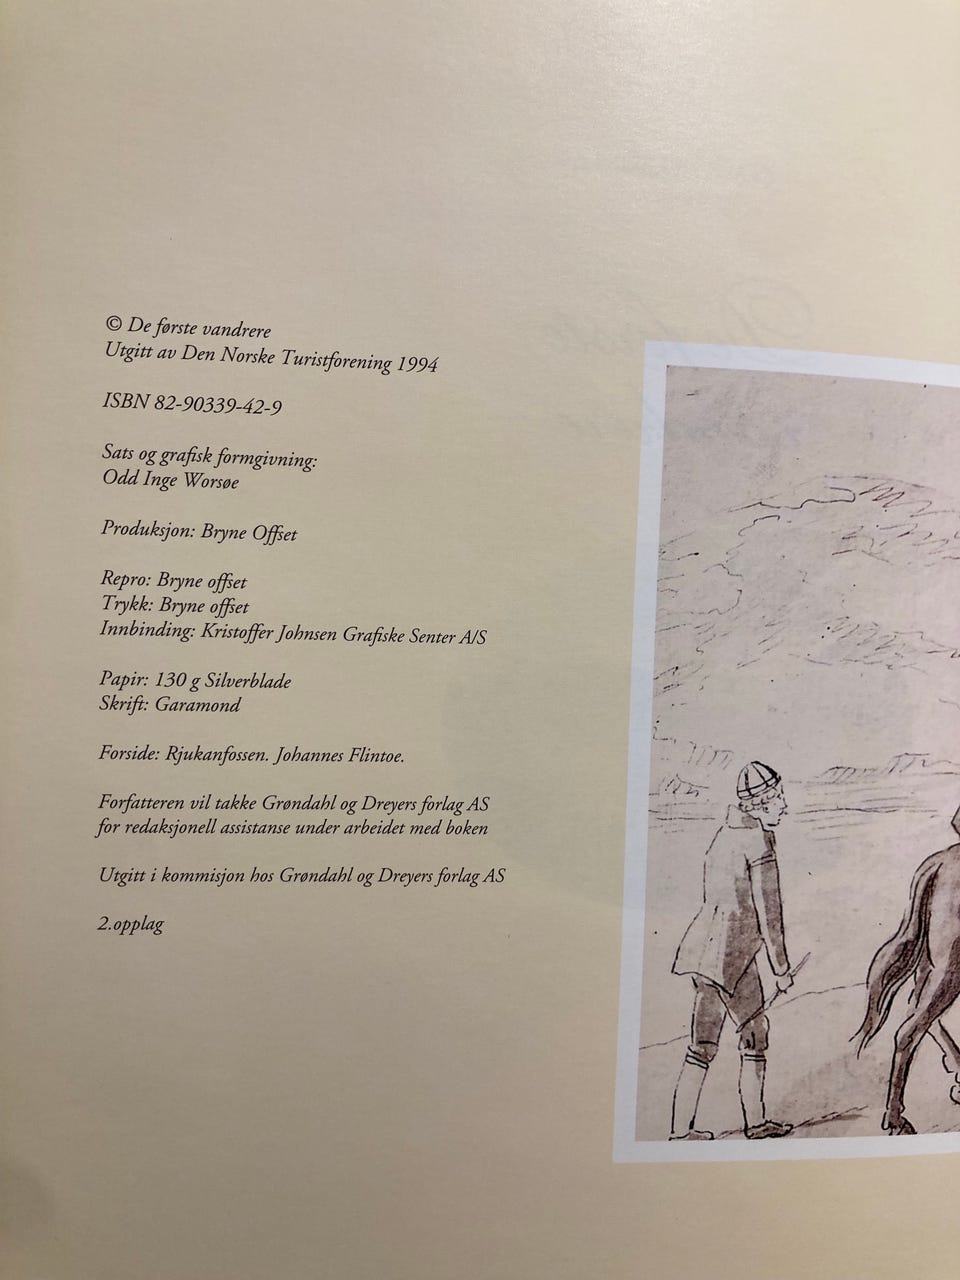 © De første vandrere
Utgitt av Den Norske Turistforening 1994
ISBN 82-90339-42-9
Sats og grafisk formgivning:
Odd Inge Worsøe
Produksjon: Bryne Offset
Repro: Bryne offset
Trykk: Bryne offset
Innbinding: Kristoffer Johnsen Grafiske Senter A/S
Papir: 130 g Silverblade
Skrift: Garamond
Forside: Rjukanfossen. Johannes Flintoe.
Forfatteren vil takke Grøndahl og Dreyers forlag AS
for redaksjonell assistanse under arbeidet med boken
Utgitt i kommisjon hos Grøndahl og Dreyers forlag AS
2.opplag